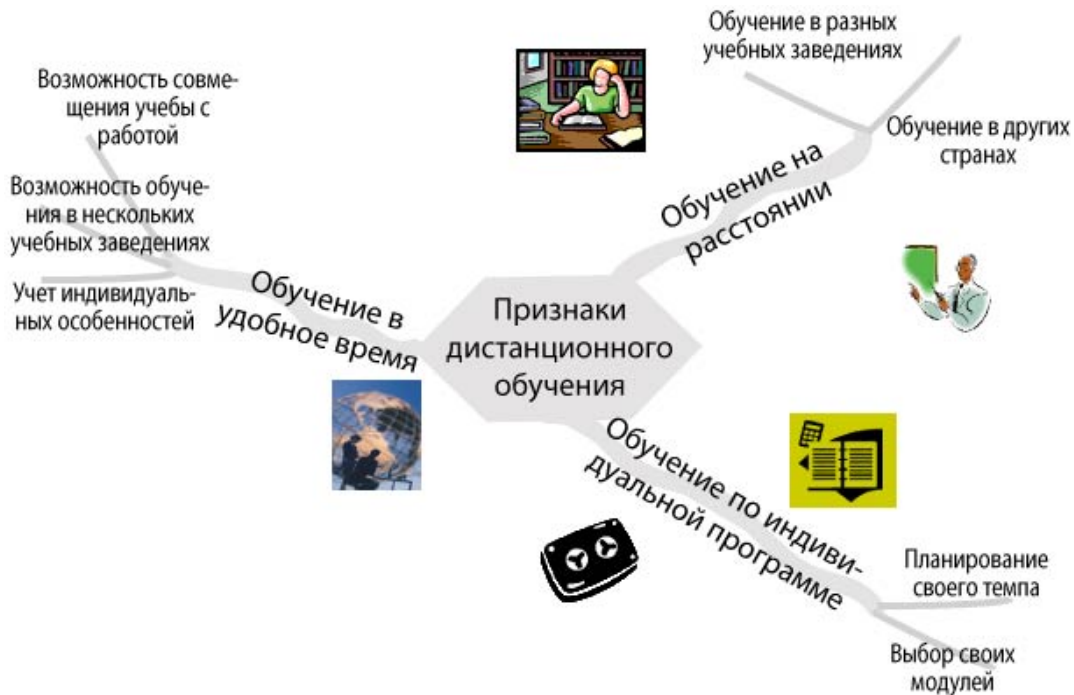 Признаки
дистанционного
обучения
Обучение в
удобное время
Возможность совме-
щения учебы с
работой
Возможность обуче-
ния в нескольких
учебных заведениях
Учет индивидуаль-
ных особенностей
Обучение на
расстоянии
Обучение в разных
учебных заведениях
Обучение в других
странах
Обучение по индиви-
дуальной программе
Планирование
своего темпа
Выбор своих
модулей